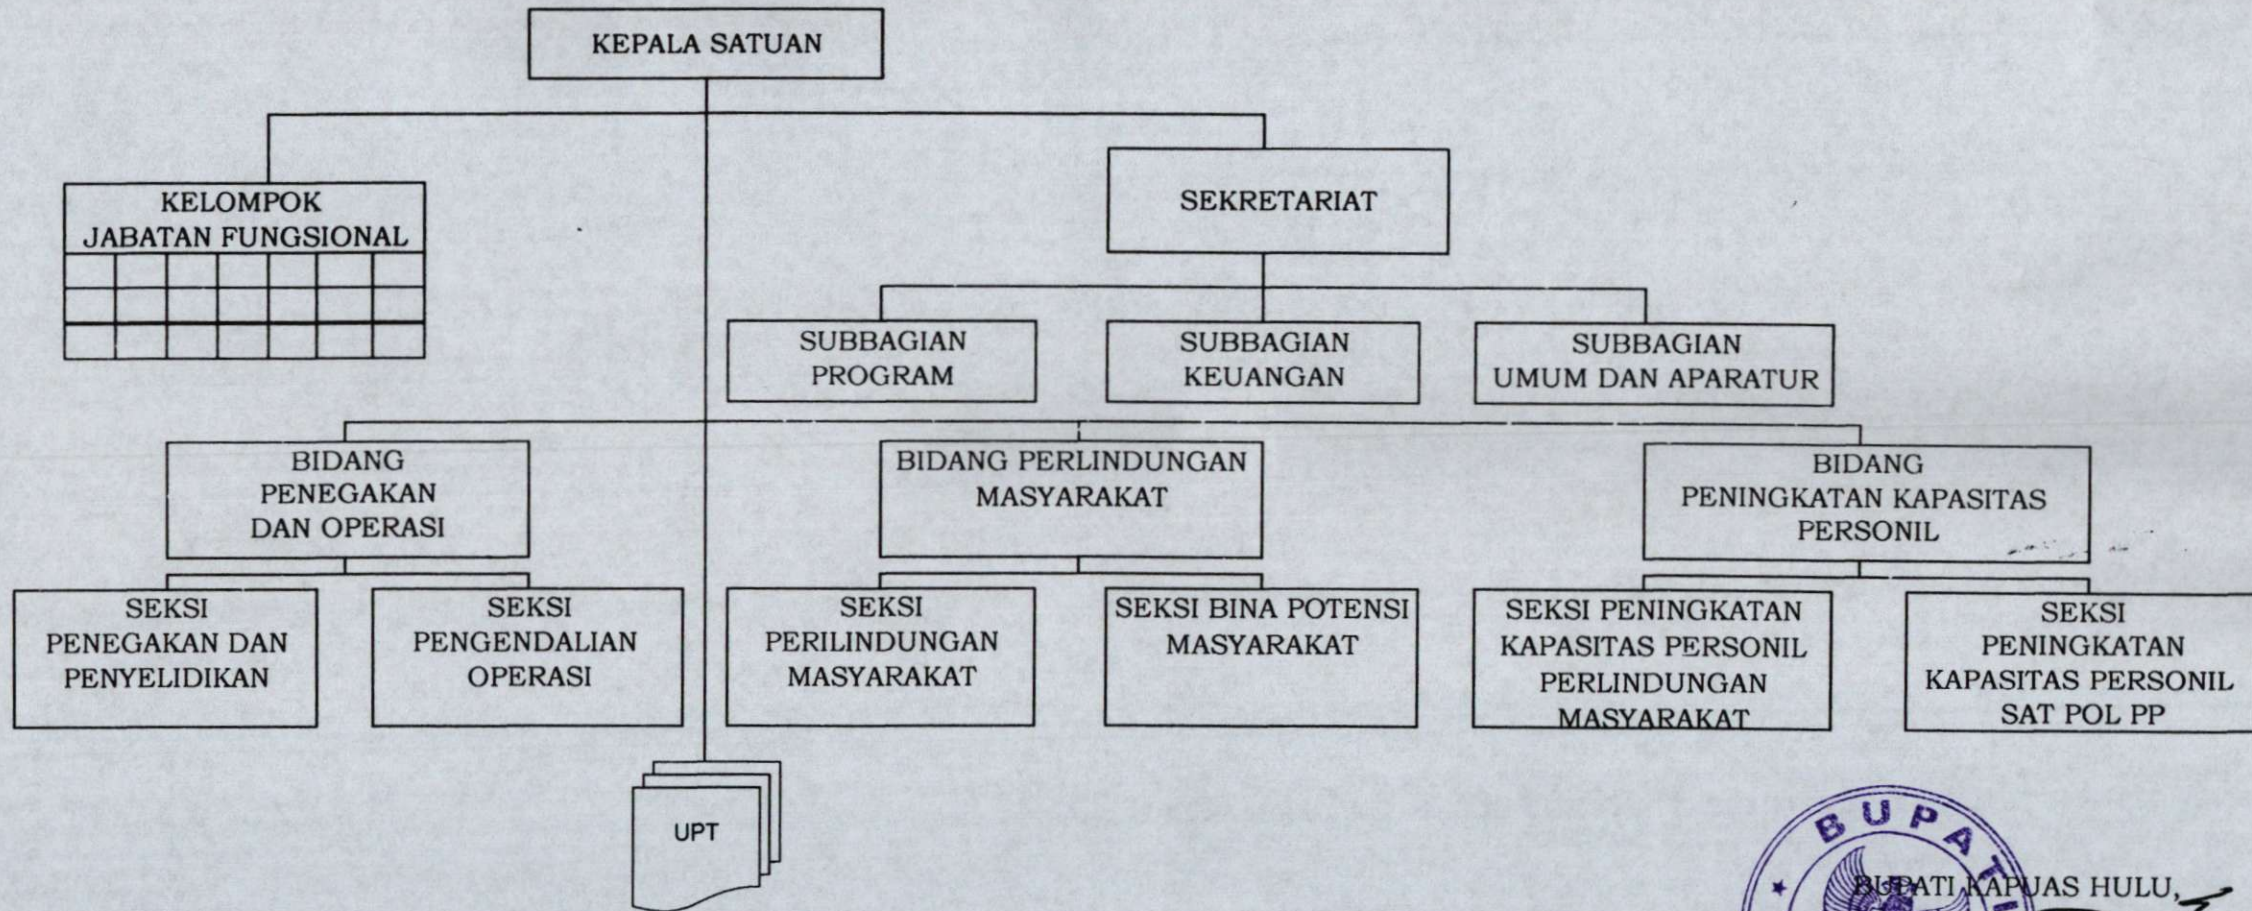 KEPALA SATUAN
KELOMPOK
JABATAN FUNGSIONAL
SEKRETARIAT
SUBBAGIAN
PROGRAM
SUBBAGIAN
KEUANGAN
SUBBAGIAN
UMUM DAN APARATUR
BIDANG
PENEGAKAN
DAN OPERASI
BIDANG PERLINDUNGAN
MASYARAKAT
BIDANG
PENINGKATAN KAPASITAS
PERSONIL
SEKSI
PENEGAKAN DAN
PENYELIDIKAN
SEKSI
PENGENDALIAN
OPERASI
SEKSI
PERILINDUNGAN
MASYARAKAT
SEKSI BINA POTENSI
MASYARAKAT
SEKSI PENINGKATAN
KAPASITAS PERSONIL
PERLINDUNGAN
MASYARAKAT
SEKSI
PENINGKATAN
KAPASITAS PERSONIL
SAT POL PP
UPT
BUPATI
BUPATI KAPUAS HULU,